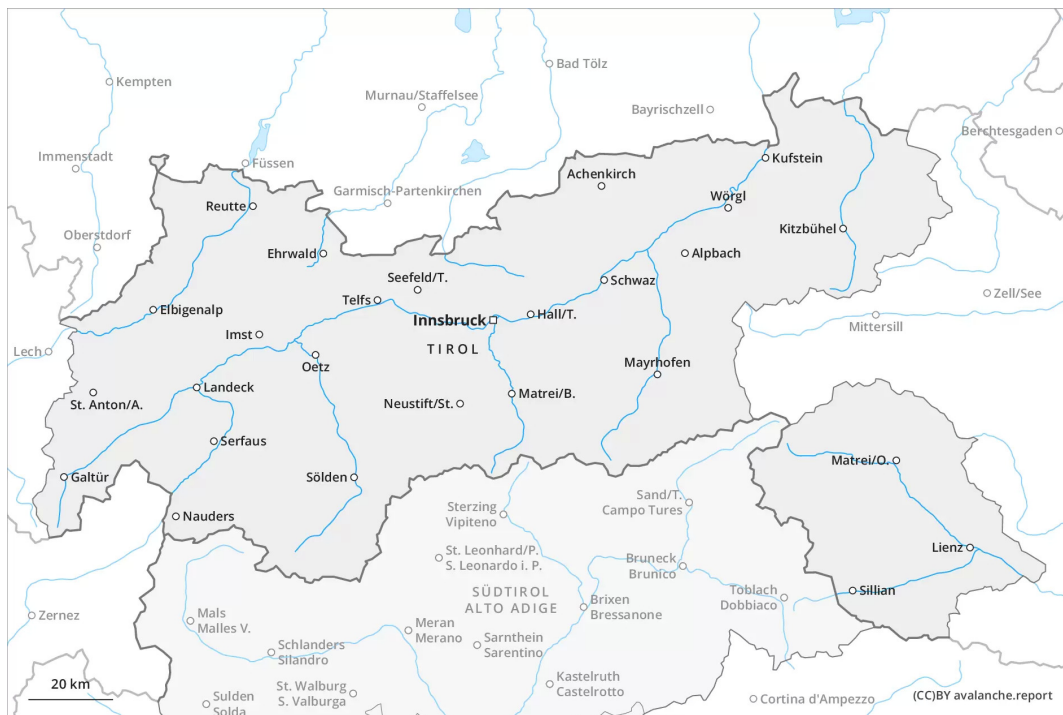 Kempten
Bad Tölz
Murnau/Staffelsee
Bayrischzell
Berchtesgaden
Immenstadt
Füssen
Kufstein
Garmisch-Partenkirchen
Achenkirch
Reutte
Wörgl
Oberstdorf
Kitzbühel
Ehrwald
Alpbach
Seefeld/T.
Schwaz
Zell/See
Telfs
Elbigenalp
Innsbruck
Hall/T.
Mittersill
Imst
TIROL
Lech
Oetz
Mayrhofen
Landeck
St. Anton/A.
Neustift/St.
Matrei/B.
Serfaus
Matrei/O.
Galtür
Sölden
Sand/T.
Campo Tures
Sterzing
Vipiteno
Nauders
Lienz
St. Leonhard/P.
S. Leonardo i. P.
Bruneck
Brunico
SÜDTIROL
ALTO ADIGE
Sillian
Toblach
Dobbiaco
Brixen
Bressanone
Zernez
Mals
Malles V.
Meran
Merano
Sarnthein
Sarentino
Schlanders
Silandro
Kastelruth
Castelrotto
20 km
St. Walburg
S. Valburga
Sulden
Solda
Cortina d'Ampezzo
(CC)BY avalanche.report